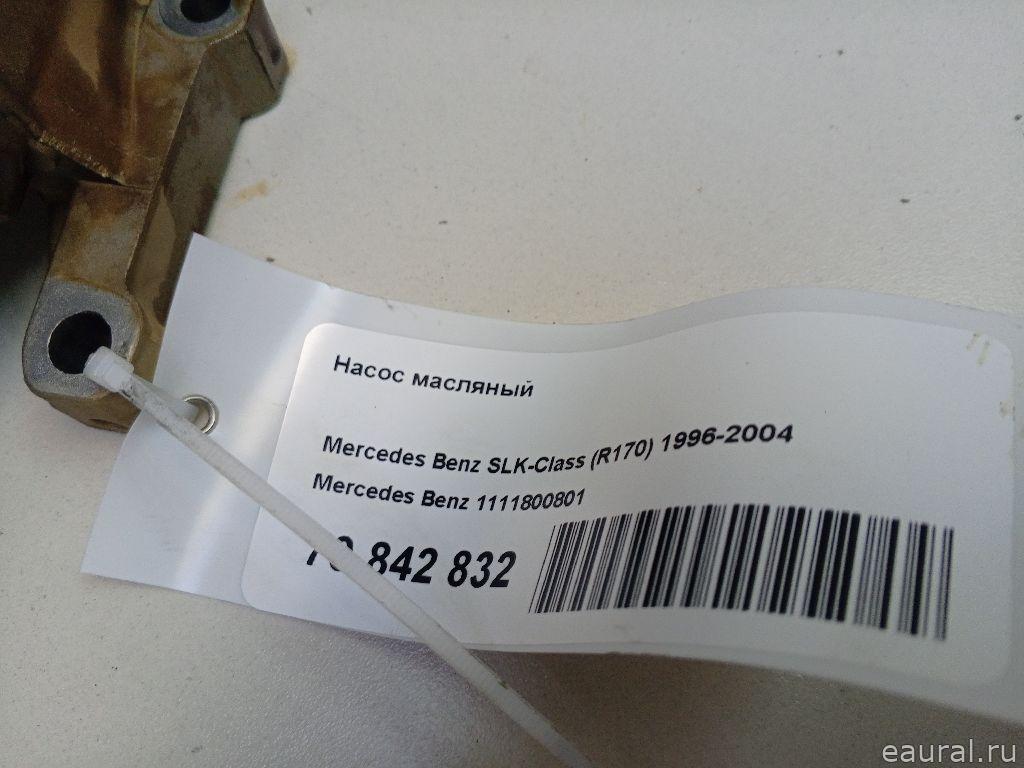 Насос масляный
Mercedes Benz SLK-Class (R170) 1996-2004
Mercedes Benz 1111800801
842 832
eaural.ru